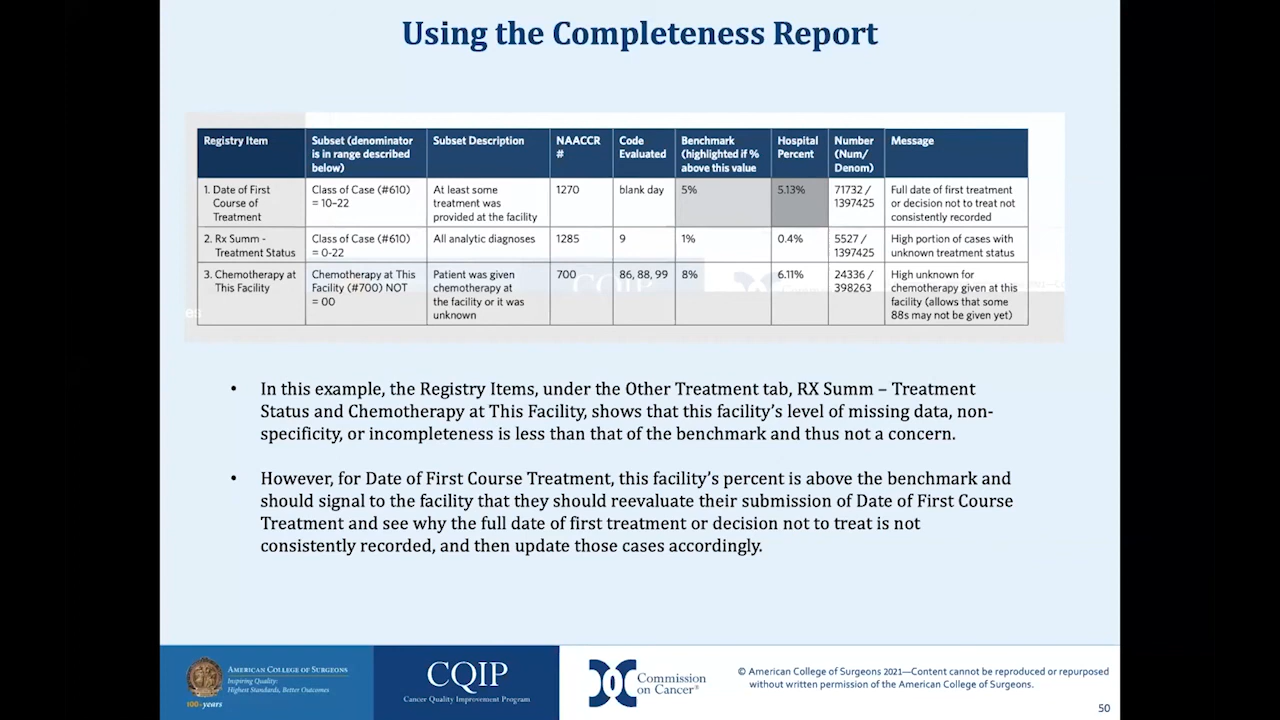 Using the Completeness Report
Registry Item
Subset (denominator
is in range described
below)
Subset Description
NAACCR
#
Code
Evaluated
Benchmark
(highlighted if %
above this value
Hospital
Percent
Number
(Num/
Denom)
Message
1. Date of First
Course of
Treatment
Class of Case (#610)
= 10-22
At least some
treatment was
provided at the facility
1270
blank day
5%
5.13%
71732 /
1397425
Full date of first treatment
or decision not to treat not
consistently recorded
2. Rx Summ -
Treatment Status
Class of Case (#610)
= 0-22
All analytic diagnoses
1285
9
1%
0.4%
5527 /
1397425
High portion of cases with
unknown treatment status
3. Chemotherapy at
This Facility
Chemotherapy at This
Facility (#700) NOT
= 00
Patient was given
chemotherapy at
the facility or it was
unknown
700
86, 88, 99
8%
6.11%
24336 /
398263
High unknown for
chemotherapy given at this
facility (allows that some
88s may not be given yet)
• In this example, the Registry Items, under the Other Treatment tab, RX Summ – Treatment
Status and Chemotherapy at This Facility, shows that this facility's level of missing data, non-
specificity, or incompleteness is less than that of the benchmark and thus not a concern.
• However, for Date of First Course Treatment, this facility's percent is above the benchmark and
should signal to the facility that they should reevaluate their submission of Date of First Course
Treatment and see why the full date of first treatment or decision not to treat is not
consistently recorded, and then update those cases accordingly.
AMERICAN COLLEGE OF SURGEONS
Inspiring Quality:
Highest Standards, Better Outcomes
100+years
CQIP
Cancer Quality Improvement Program
Commission
on Cancer®
© American College of Surgeons 2021—Content cannot be reproduced or repurposed
without written permission of the American College of Surgeons.
50